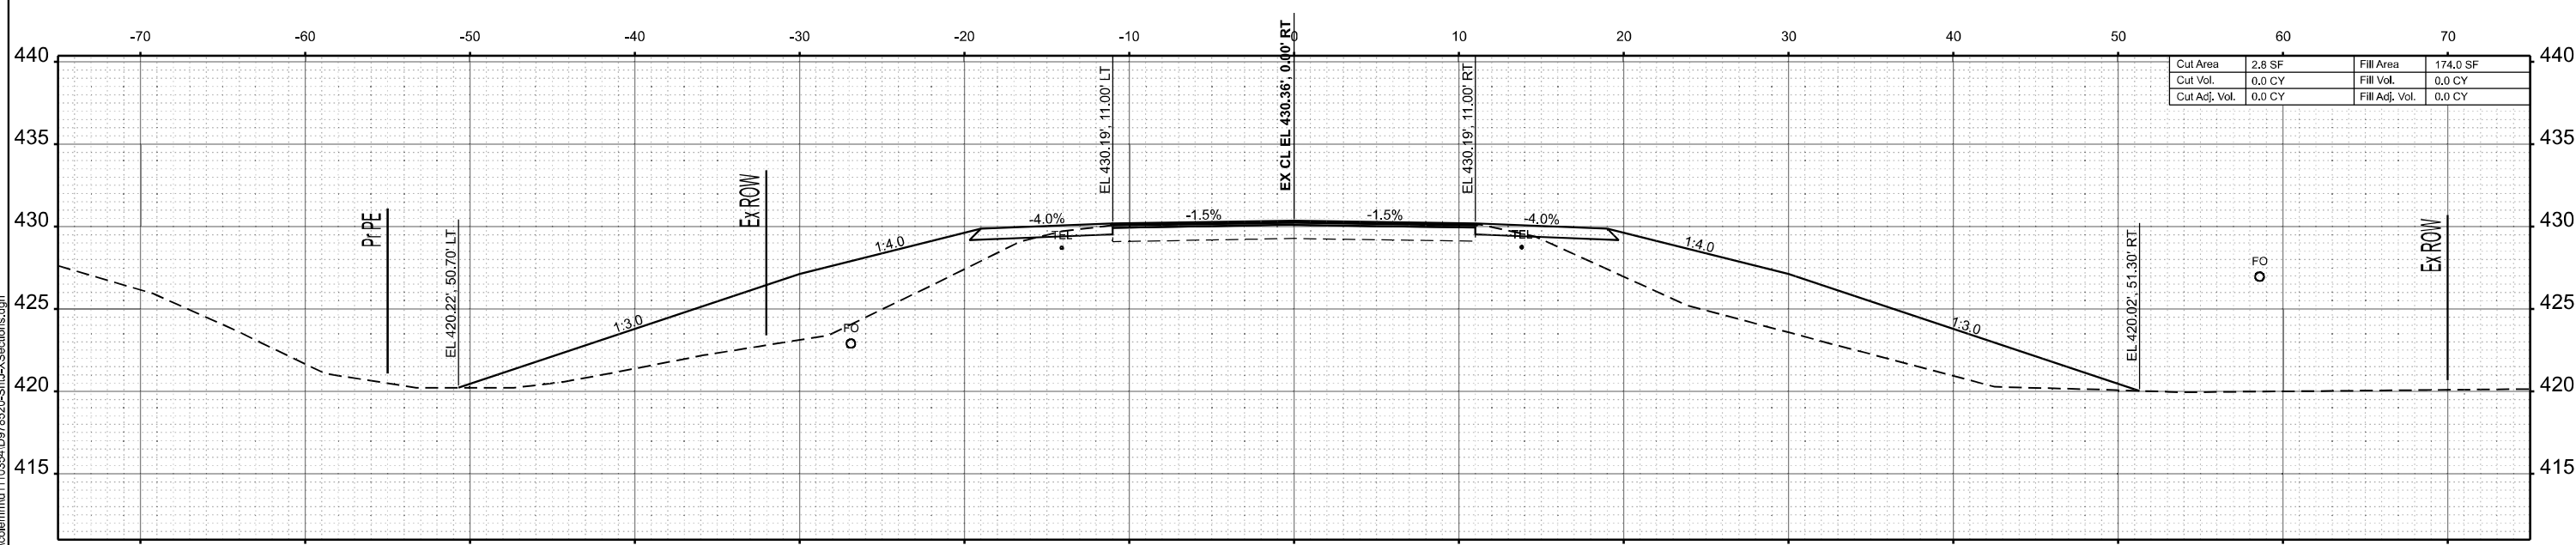 -70 -60 -50 -40 -30 -20 -10 0 10 20 30 40 50 60 70
440 440
Cut Area 2.8 SF Fill Area 174.0 SF
Cut Vol. 0.0 CY Fill Vol. 0.0 CY
Cut Adj. Vol. 0.0 CY Fill Adj. Vol. 0.0 CY
EX CL EL 430.36', 0.00' RT
EL 430.19', 11.00' LT
EL 430.19', 11.00' RT
435 435
Ex ROW
Pr PE
EL 420.22', 50.70' LT
EL 420.02', 51.30' RT
Ex ROW
430 430
-4.0% -1.5% -1.5% -4.0%
TEL TEL
1:4.0 1:4.0
FO
425 425
1:3.0 1:3.0
FO
420 420
415 415